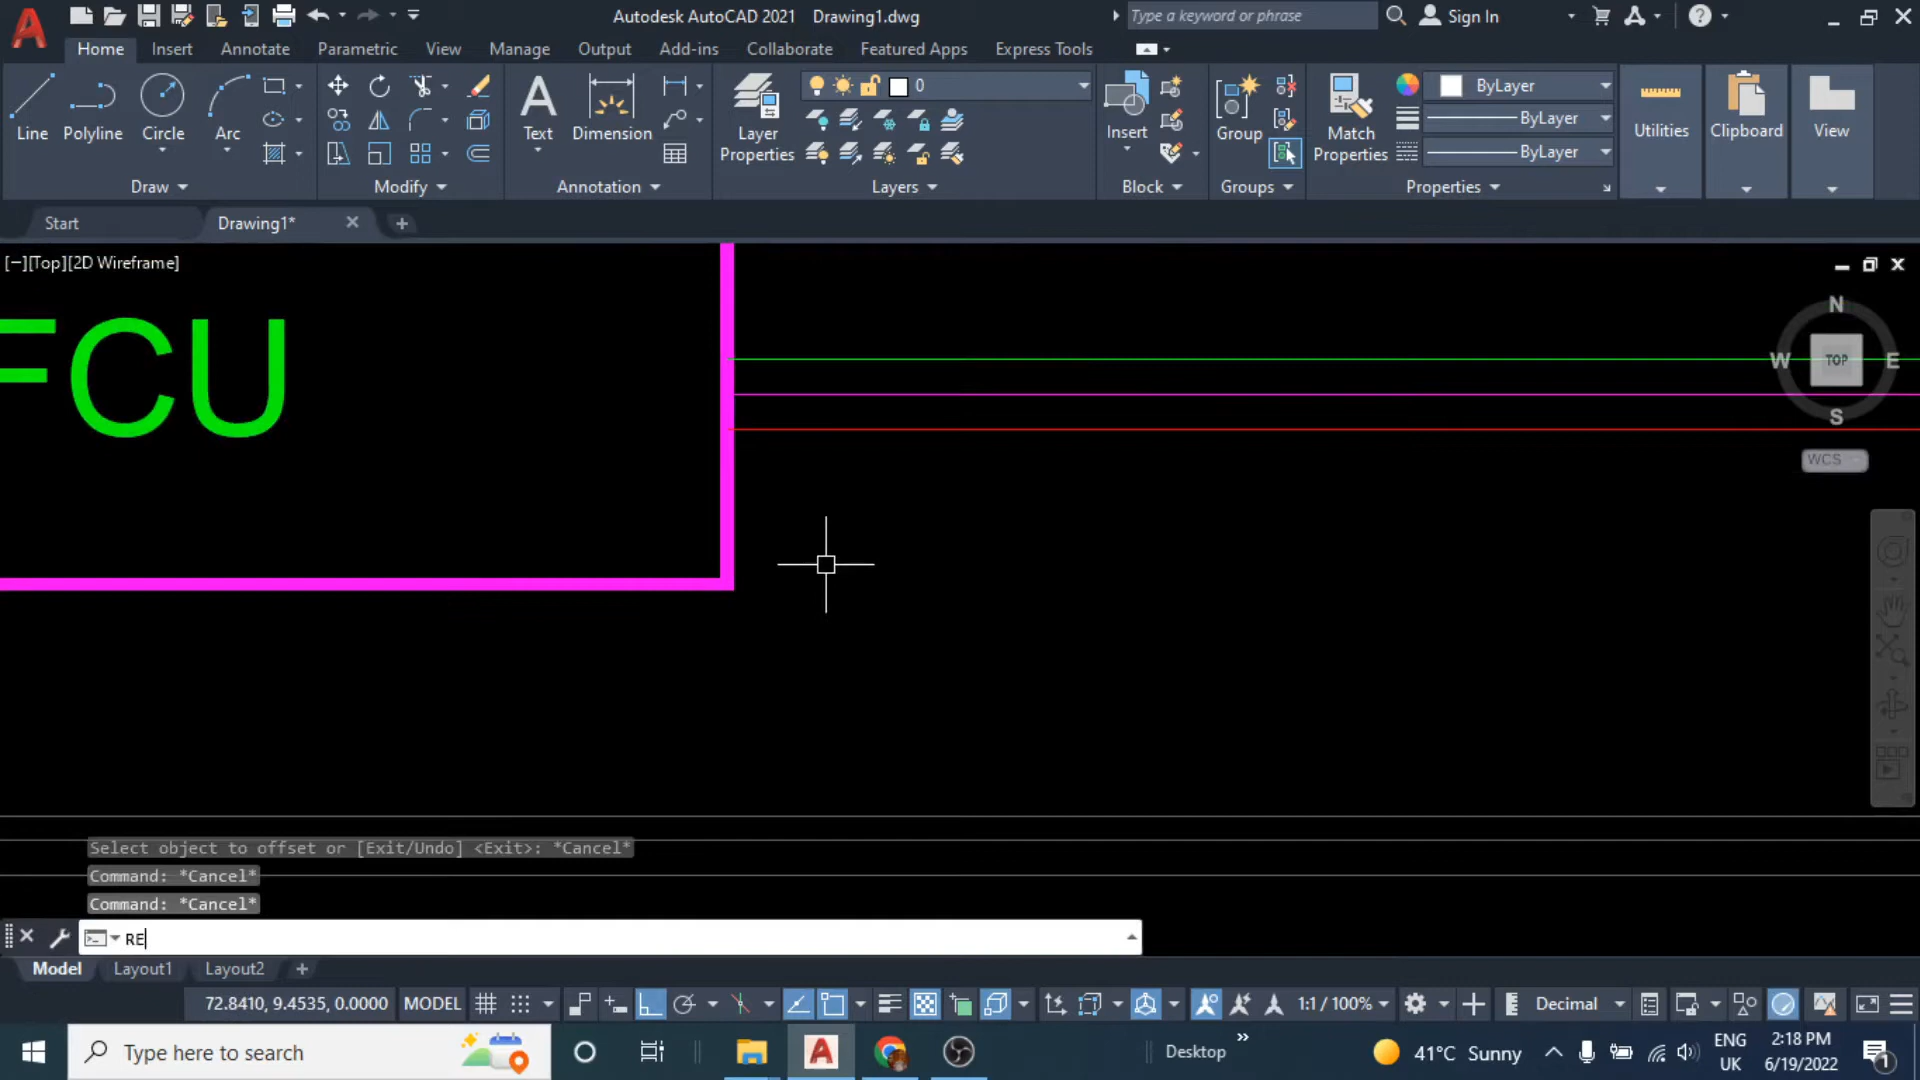 Autodesk AutoCAD 2021 Drawing1.dwg
Type a keyword or phrase
Sign In
Home Insert Annotate Parametric View Manage Output Add-ins Collaborate Featured Apps Express Tools
Line Polyline Circle Arc
Draw
Modify
Text Dimension
Annotation
Layer Properties
0
Layers
Insert
Block
Group
Groups
Match Properties
ByLayer
ByLayer
ByLayer
Properties
Utilities
Clipboard
View
Start Drawing1*
[−][Top][2D Wireframe]
FCU
N
W TOP E
S
WCS
Select object to offset or [Exit/Undo] <Exit>: *Cancel*
Command: *Cancel*
Command: *Cancel*
RE
Model Layout1 Layout2
72.8410, 9.4535, 0.0000 MODEL 1:1 / 100% Decimal
Type here to search
Desktop
41°C Sunny
ENG UK
2:18 PM
6/19/2022
1